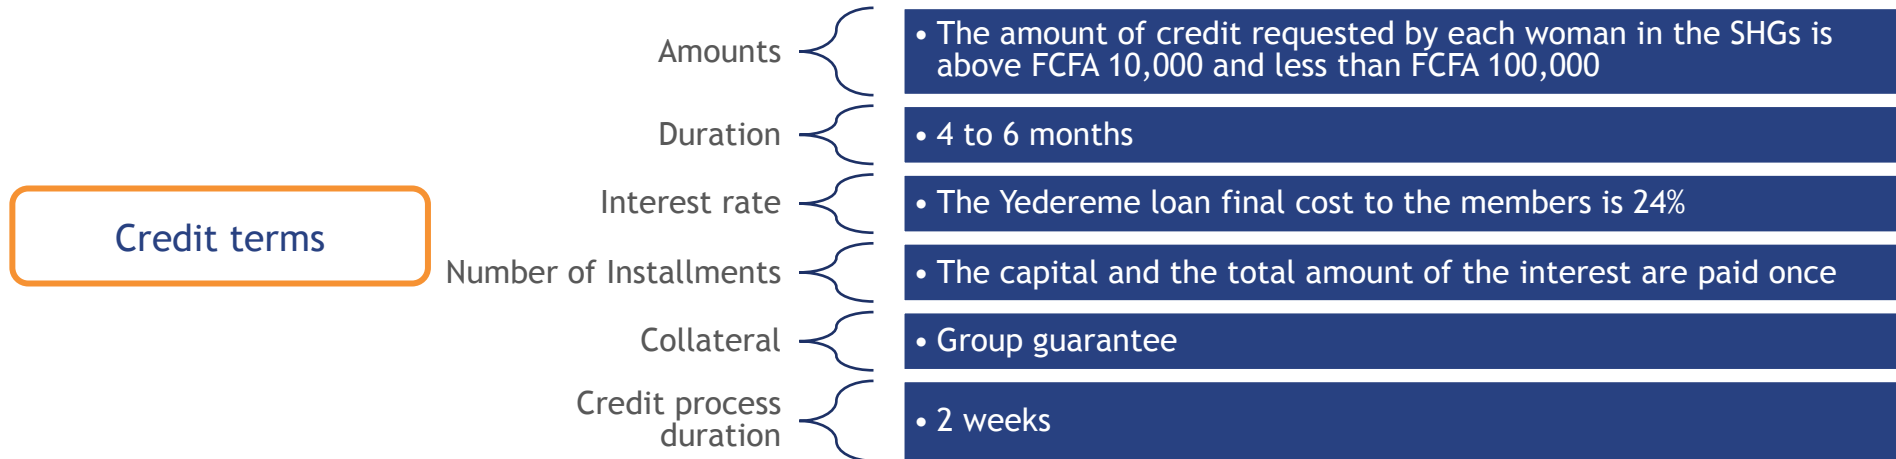 Credit terms
Amounts
• The amount of credit requested by each woman in the SHGs is
above FCFA 10,000 and less than FCFA 100,000
Duration
• 4 to 6 months
Interest rate
• The Yedereme loan final cost to the members is 24%
Number of Installments
• The capital and the total amount of the interest are paid once
Collateral
• Group guarantee
Credit process
duration
• 2 weeks